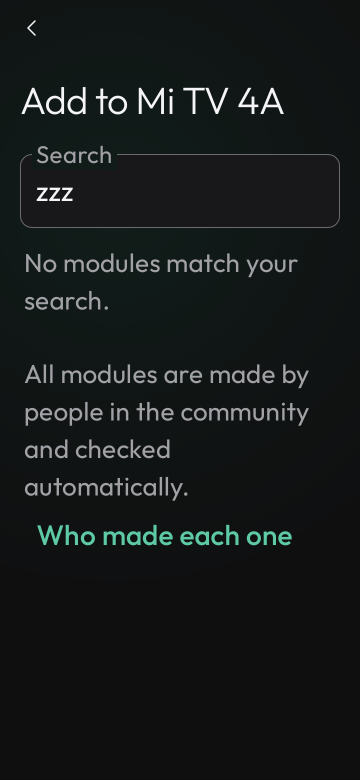 Add to Mi TV 4A
Search
zzz
No modules match your
search.
All modules are made by
people in the community
and checked
automatically.
Who made each one